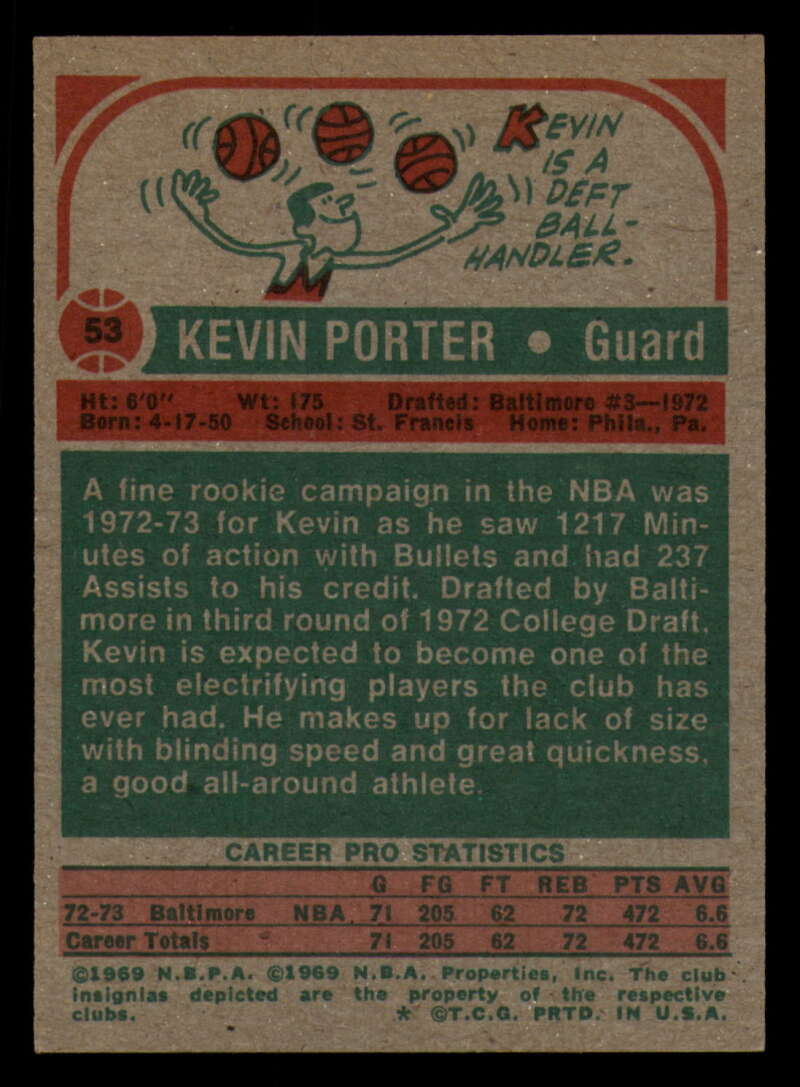 KEVIN
IS A
DEFT
BALL-
HANDLER.
53 KEVIN PORTER • Guard
Ht: 6'0" Wt: 175 Drafted: Baltimore #3—1972
Born: 4-17-50 School: St. Francis Home: Phila., Pa.
A fine rookie campaign in the NBA was
1972-73 for Kevin as he saw 1217 Min-
utes of action with Bullets and had 237
Assists to his credit. Drafted by Balti-
more in third round of 1972 College Draft,
Kevin is expected to become one of the
most electrifying players the club has
ever had. He makes up for lack of size
with blinding speed and great quickness,
a good all-around athlete.
CAREER PRO STATISTICS
G FG FT REB PTS AVG
72-73 Baltimore NBA 71 205 62 72 472 6.6
Career Totals 71 205 62 72 472 6.6
©1969 N.B.P.A. ©1969 N.B.A. Properties, Inc. The club
insignias depicted are the property of the respective
clubs. * ©T.C.G. PRTD. IN U.S.A.